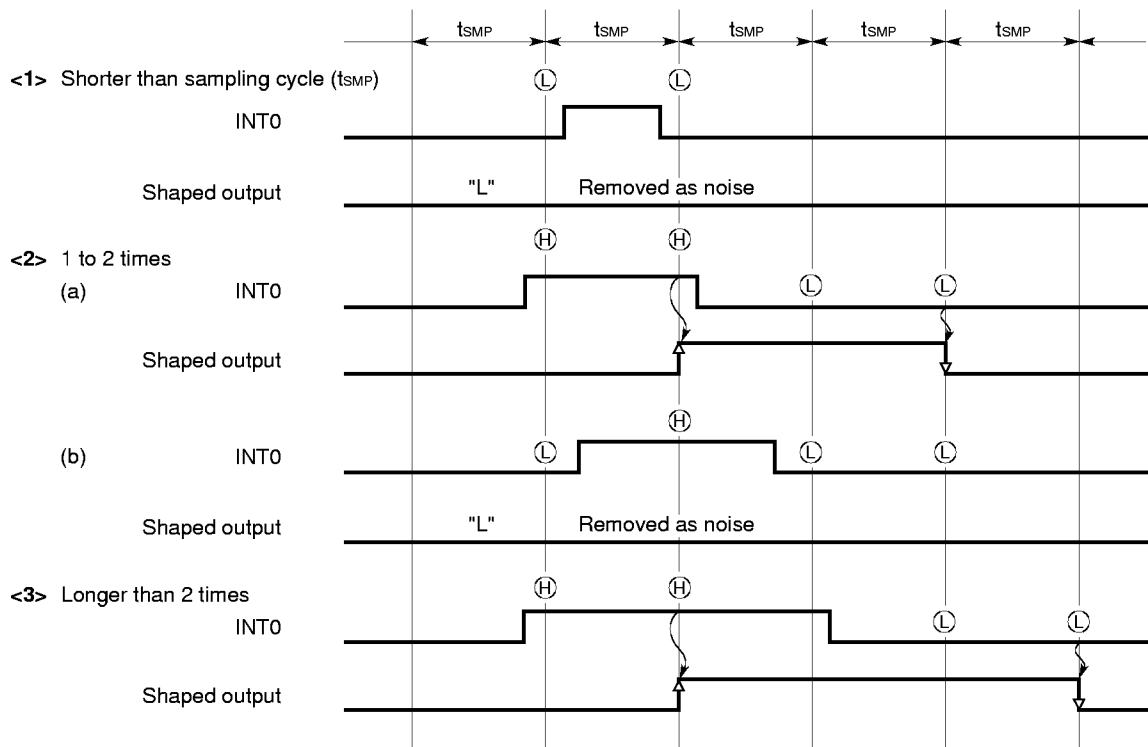 tSMP tSMP tSMP tSMP tSMP
<1> Shorter than sampling cycle (tSMP)
L L
INT0
Shaped output "L" Removed as noise
H H
<2> 1 to 2 times
(a) INT0 L L
Shaped output
H
(b) INT0 L L L
Shaped output "L" Removed as noise
<3> Longer than 2 times H H
INT0 L L
Shaped output